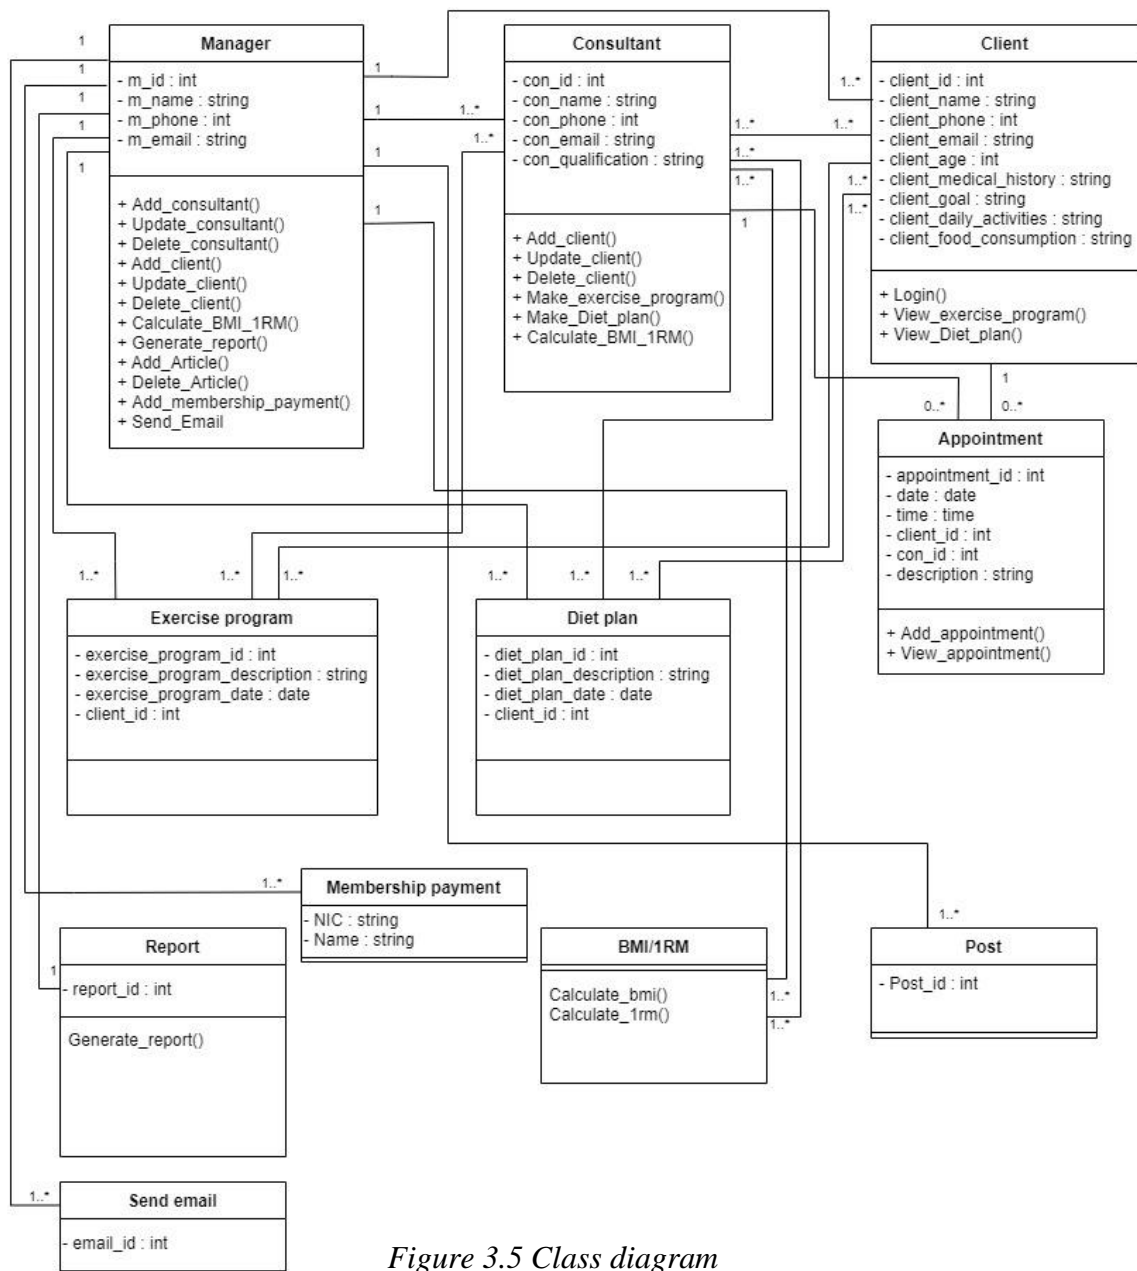 Manager
- m_id : int
- m_name : string
- m_phone : int
- m_email : string
+ Add_consultant()
+ Update_consultant()
+ Delete_consultant()
+ Add_client()
+ Update_client()
+ Delete_client()
+ Calculate_BMI_1RM()
+ Generate_report()
+ Add_Article()
+ Delete_Article()
+ Add_membership_payment()
+ Send_Email
1
1
1
1
1
1
1
1
1
Consultant
- con_id : int
- con_name : string
- con_phone : int
- con_email : string
- con_qualification : string
+ Add_client()
+ Update_client()
+ Delete_client()
+ Make_exercise_program()
+ Make_Diet_plan()
+ Calculate_BMI_1RM()
1..*
1..*
1..*
1..*
1..*
1
Client
- client_id : int
- client_name : string
- client_phone : int
- client_email : string
- client_age : int
- client_medical_history : string
- client_goal : string
- client_daily_activities : string
- client_food_consumption : string
+ Login()
+ View_exercise_program()
+ View_Diet_plan()
1..*
1..*
1..*
1..*
1
0..*
0..*
Appointment
- appointment_id : int
- date : date
- time : time
- client_id : int
- con_id : int
- description : string
+ Add_appointment()
+ View_appointment()
1..*
1..*
1..*
Exercise program
- exercise_program_id : int
- exercise_program_description : string
- exercise_program_date : date
- client_id : int
1..*
1..*
1..*
Diet plan
- diet_plan_id : int
- diet_plan_description : string
- diet_plan_date : date
- client_id : int
1..*
Membership payment
- NIC : string
- Name : string
Report
1
- report_id : int
Generate_report()
BMI/1RM
Calculate_bmi()
Calculate_1rm()
1..*
1..*
1..*
Post
- Post_id : int
1..*
Send email
- email_id : int
Figure 3.5 Class diagram